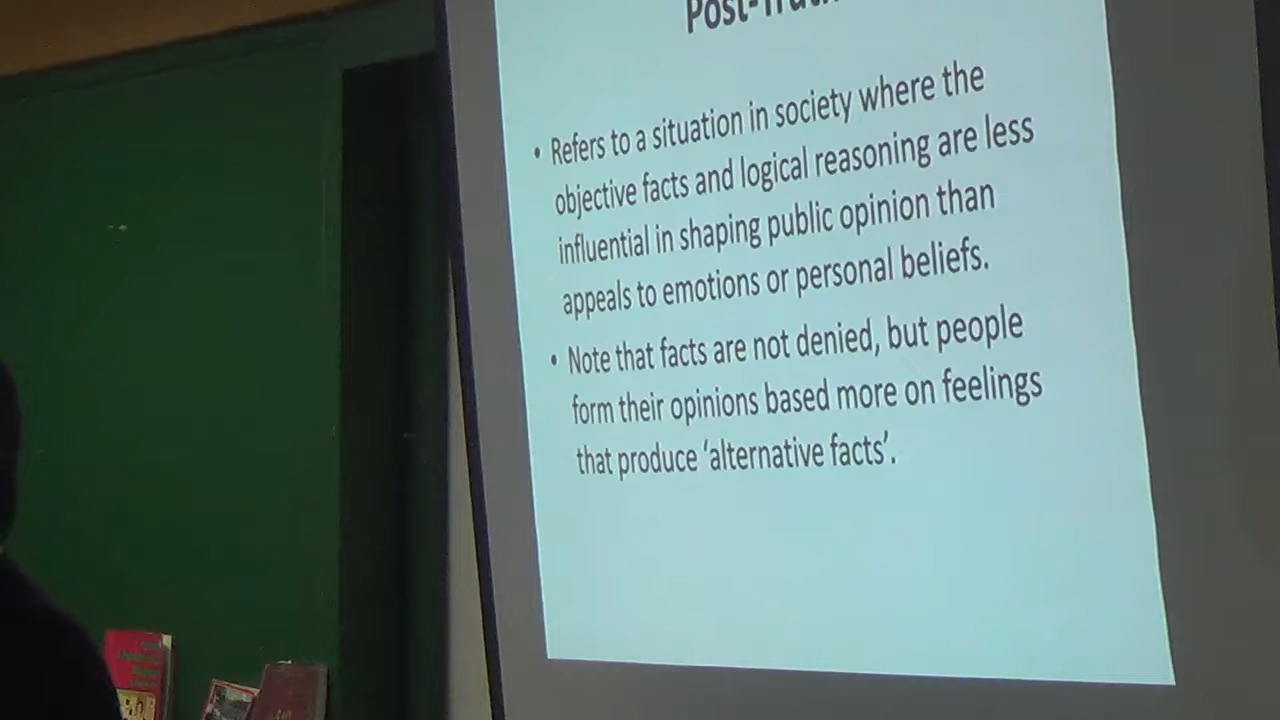 Post-Truth
• Refers to a situation in society where the
objective facts and logical reasoning are less
influential in shaping public opinion than
appeals to emotions or personal beliefs.
• Note that facts are not denied, but people
form their opinions based more on feelings
that produce 'alternative facts'.